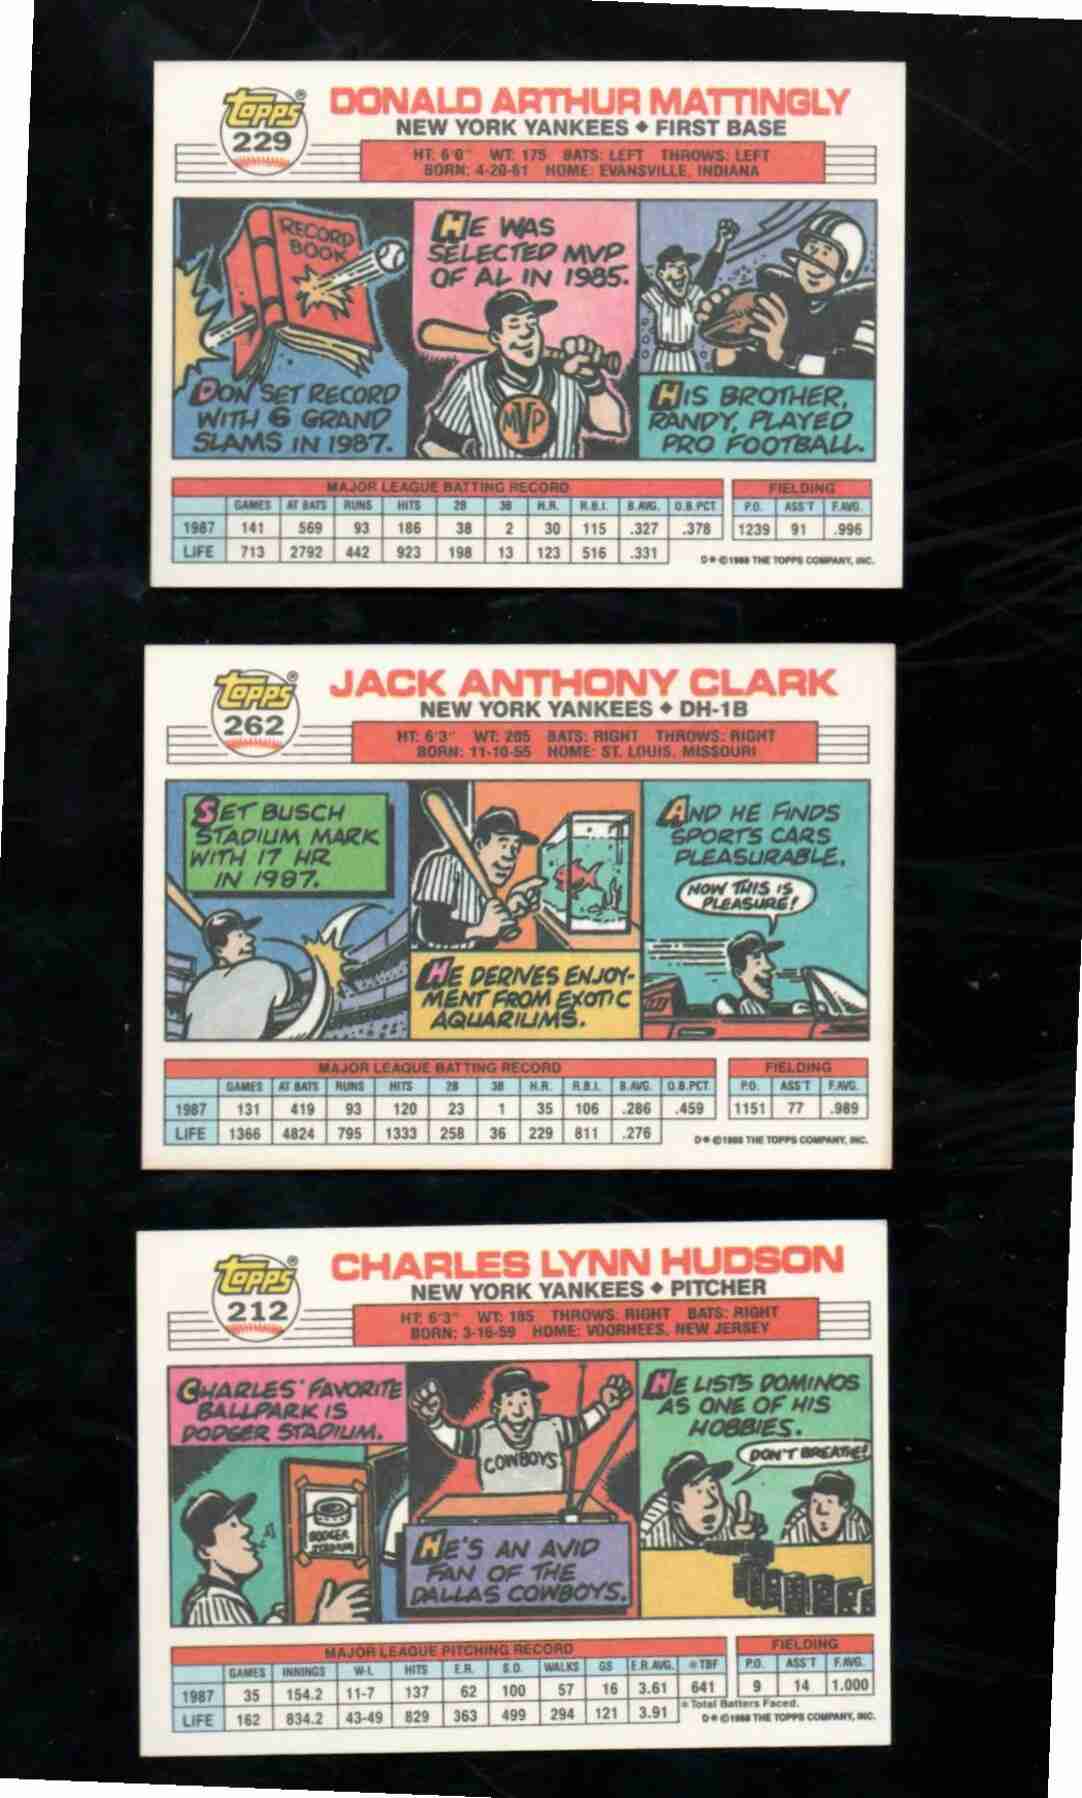 Topps®
229
DONALD ARTHUR MATTINGLY
NEW YORK YANKEES ◆ FIRST BASE
HT: 6'0" WT: 175 BATS: LEFT THROWS: LEFT
BORN: 4-20-61 HOME: EVANSVILLE, INDIANA
RECORD
BOOK
DON SET RECORD
WITH 6 GRAND
SLAMS IN 1987.
HE WAS
SELECTED MVP
OF AL IN 1985.
MVP
HIS BROTHER,
RANDY, PLAYED
PRO FOOTBALL.
MAJOR LEAGUE BATTING RECORD FIELDING
GAMES AT BATS RUNS HITS 2B 3B H.R. R.B.I. B.AVG. O.B.PCT. P.O. ASS'T F.AVG.
1987 141 569 93 186 38 2 30 115 .327 .378 1239 91 .996
LIFE 713 2792 442 923 198 13 123 516 .331
D* © 1988 THE TOPPS COMPANY, INC.
Topps®
262
JACK ANTHONY CLARK
NEW YORK YANKEES ◆ DH-1B
HT: 6'3" WT: 205 BATS: RIGHT THROWS: RIGHT
BORN: 11-10-55 HOME: ST. LOUIS, MISSOURI
SET BUSCH
STADIUM MARK
WITH 17 HR
IN 1987.
HE DERIVES ENJOY-
MENT FROM EXOTIC
AQUARIUMS.
AND HE FINDS
SPORTS CARS
PLEASURABLE.
NOW THIS IS
PLEASURE!
MAJOR LEAGUE BATTING RECORD FIELDING
GAMES AT BATS RUNS HITS 2B 3B H.R. R.B.I. B.AVG. O.B.PCT. P.O. ASS'T F.AVG.
1987 131 419 93 120 23 1 35 106 .286 .459 1151 77 .989
LIFE 1366 4824 795 1333 258 36 229 811 .276
D* © 1988 THE TOPPS COMPANY, INC.
Topps®
212
CHARLES LYNN HUDSON
NEW YORK YANKEES ◆ PITCHER
HT: 6'3" WT: 185 THROWS: RIGHT BATS: RIGHT
BORN: 3-16-59 HOME: VOORHEES, NEW JERSEY
CHARLES' FAVORITE
BALLPARK IS
DODGER STADIUM.
DODGER
STADIUM
COWBOYS
HE'S AN AVID
FAN OF THE
DALLAS COWBOYS.
HE LISTS DOMINOS
AS ONE OF HIS
HOBBIES.
DON'T BREATHE!
MAJOR LEAGUE PITCHING RECORD FIELDING
GAMES INNINGS W-L HITS E.R. S.O. WALKS GS E.R.AVG. *TBF P.O. ASS'T F.AVG.
1987 35 154.2 11-7 137 62 100 57 16 3.61 641 9 14 1.000
LIFE 162 834.2 43-49 829 363 499 294 121 3.91
*Total Batters Faced.
D* © 1988 THE TOPPS COMPANY, INC.